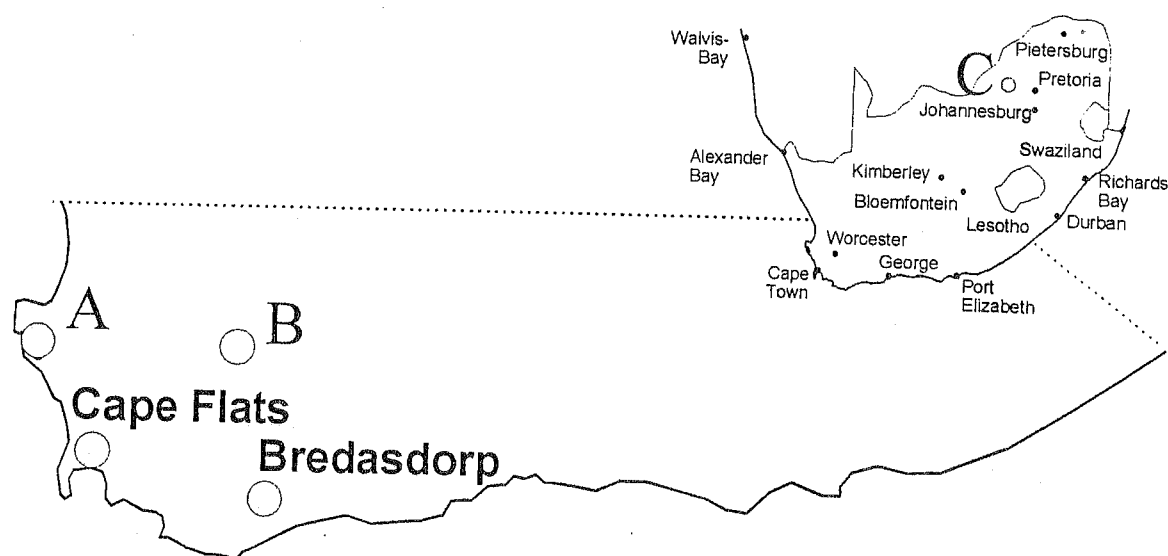 Walvis-
Bay
Pietersburg
C
Pretoria
Johannesburg
Alexander
Bay
Swaziland
Kimberley
Richards
Bay
Bloemfontein
Lesotho
Durban
Worcester
Cape
Town
George
Port
Elizabeth
A
B
Cape Flats
Bredasdorp